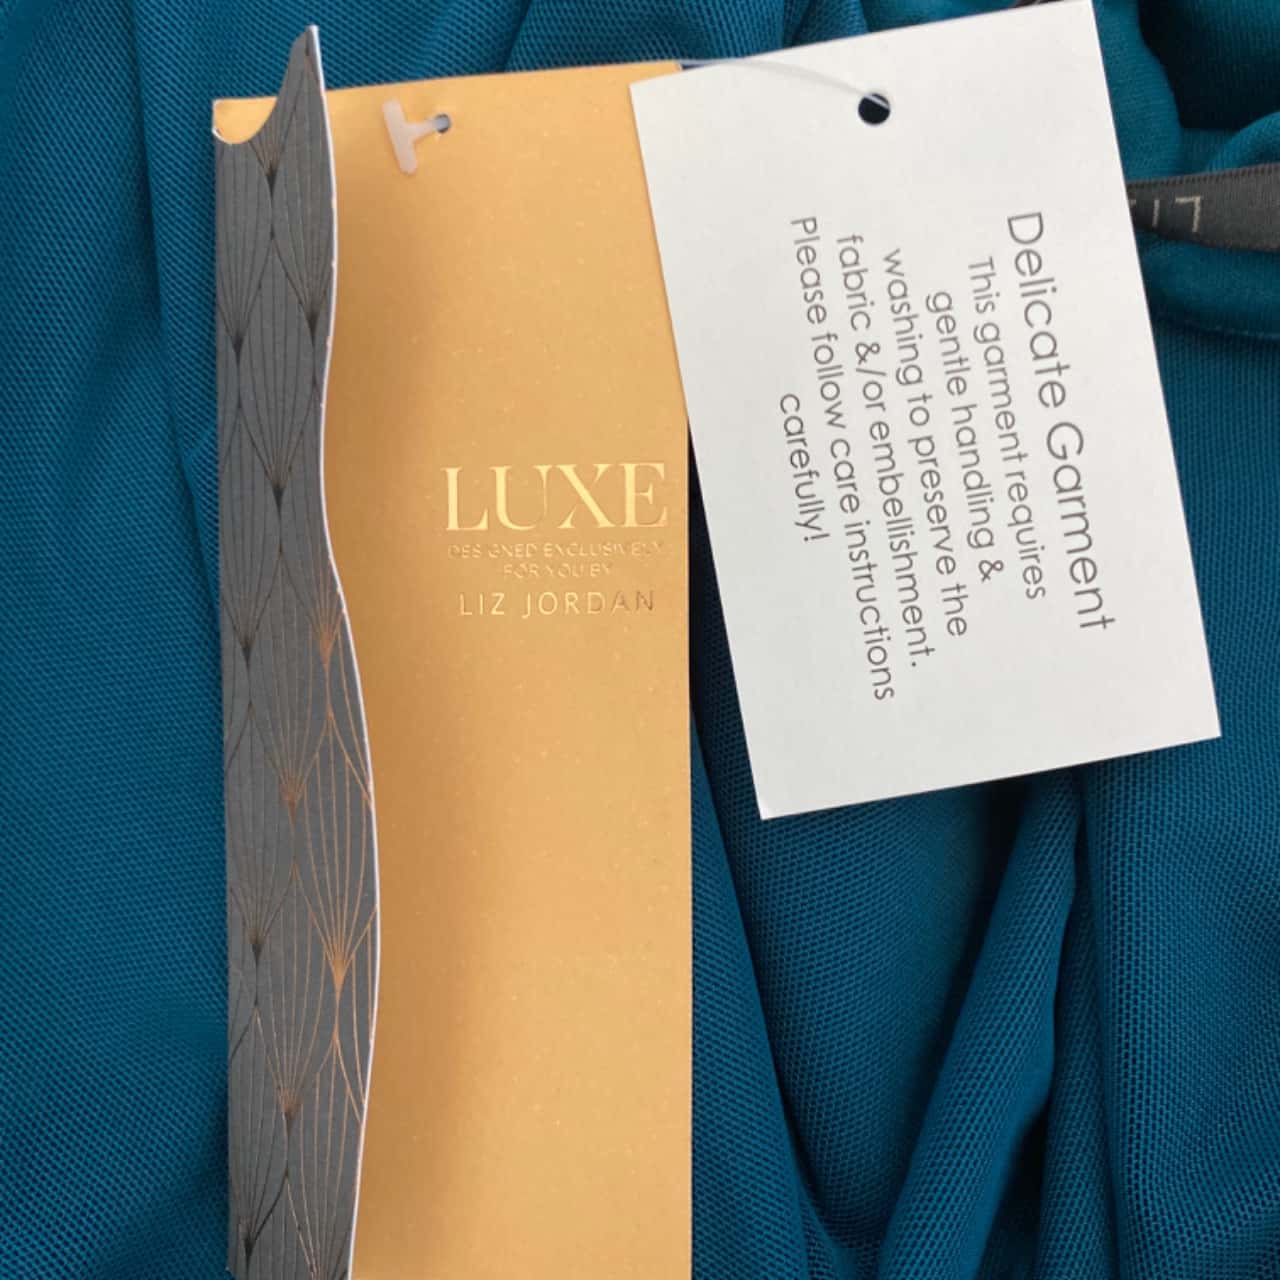 LUXE
DESIGNED EXCLUSIVELY
FOR YOU BY
LIZ JORDAN
Delicate Garment
This garment requires
gentle handling &
washing to preserve the
fabric &/or embellishment.
Please follow care instructions
carefully!